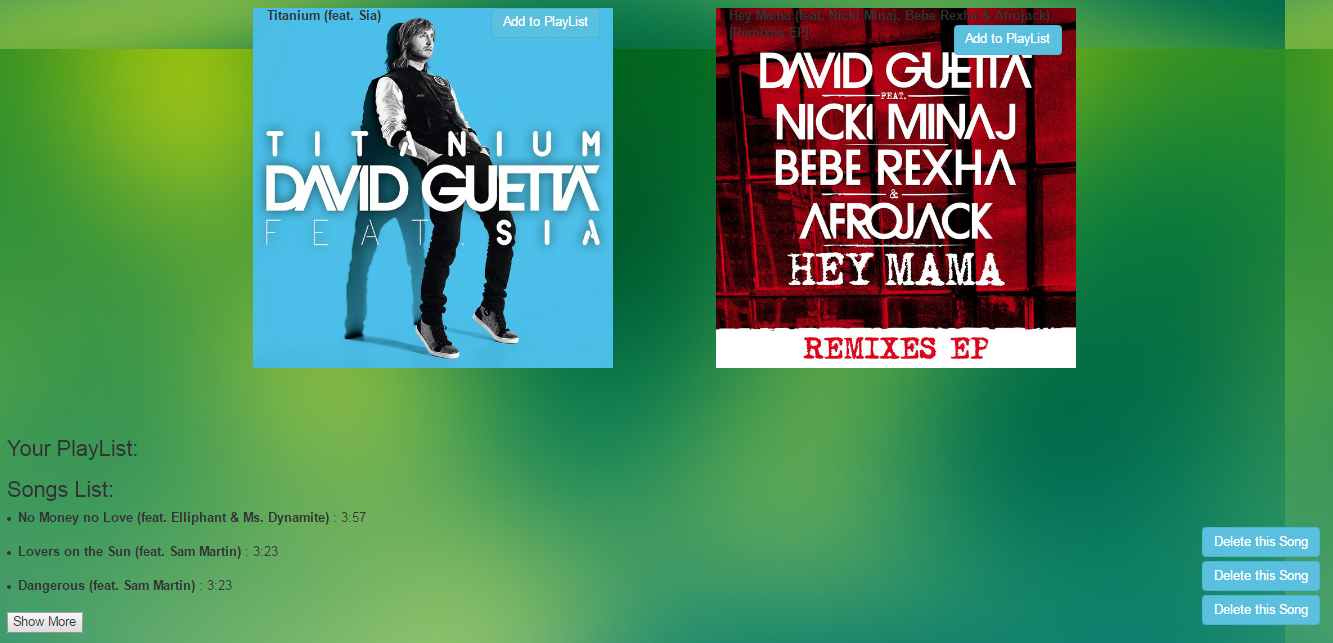 Titanium (feat. Sia)
Add to PlayList
TITANIUM
DAVID GUETTA
FEAT. SIA
Hey Mama (feat. Nicki Minaj, Bebe Rexha & Afrojack)
[Remixes EP]
Add to PlayList
DAVID GUETTA
FEAT.
NICKI MINAJ
BEBE REXHA
&
AFROJACK
HEY MAMA
REMIXES EP
Your PlayList:
Songs List:
• No Money no Love (feat. Elliphant & Ms. Dynamite) : 3:57
Delete this Song
• Lovers on the Sun (feat. Sam Martin) : 3:23
Delete this Song
• Dangerous (feat. Sam Martin) : 3:23
Delete this Song
Show More